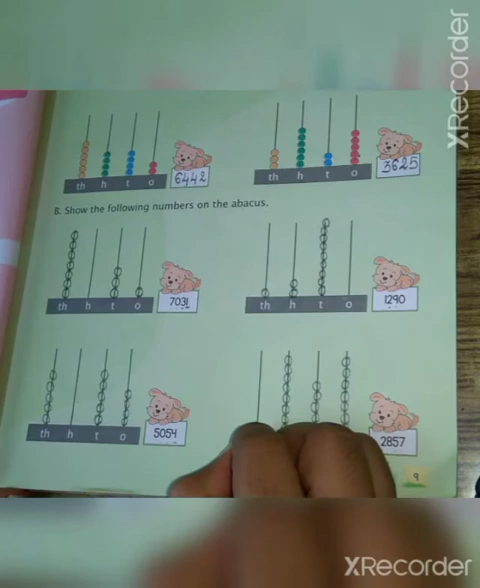 XRecorder
th h t o
6442
th h t o
3625
B. Show the following numbers on the abacus.
th h t o
7031
th h t o
1290
th h t o
5054
2857
9
XRecorder